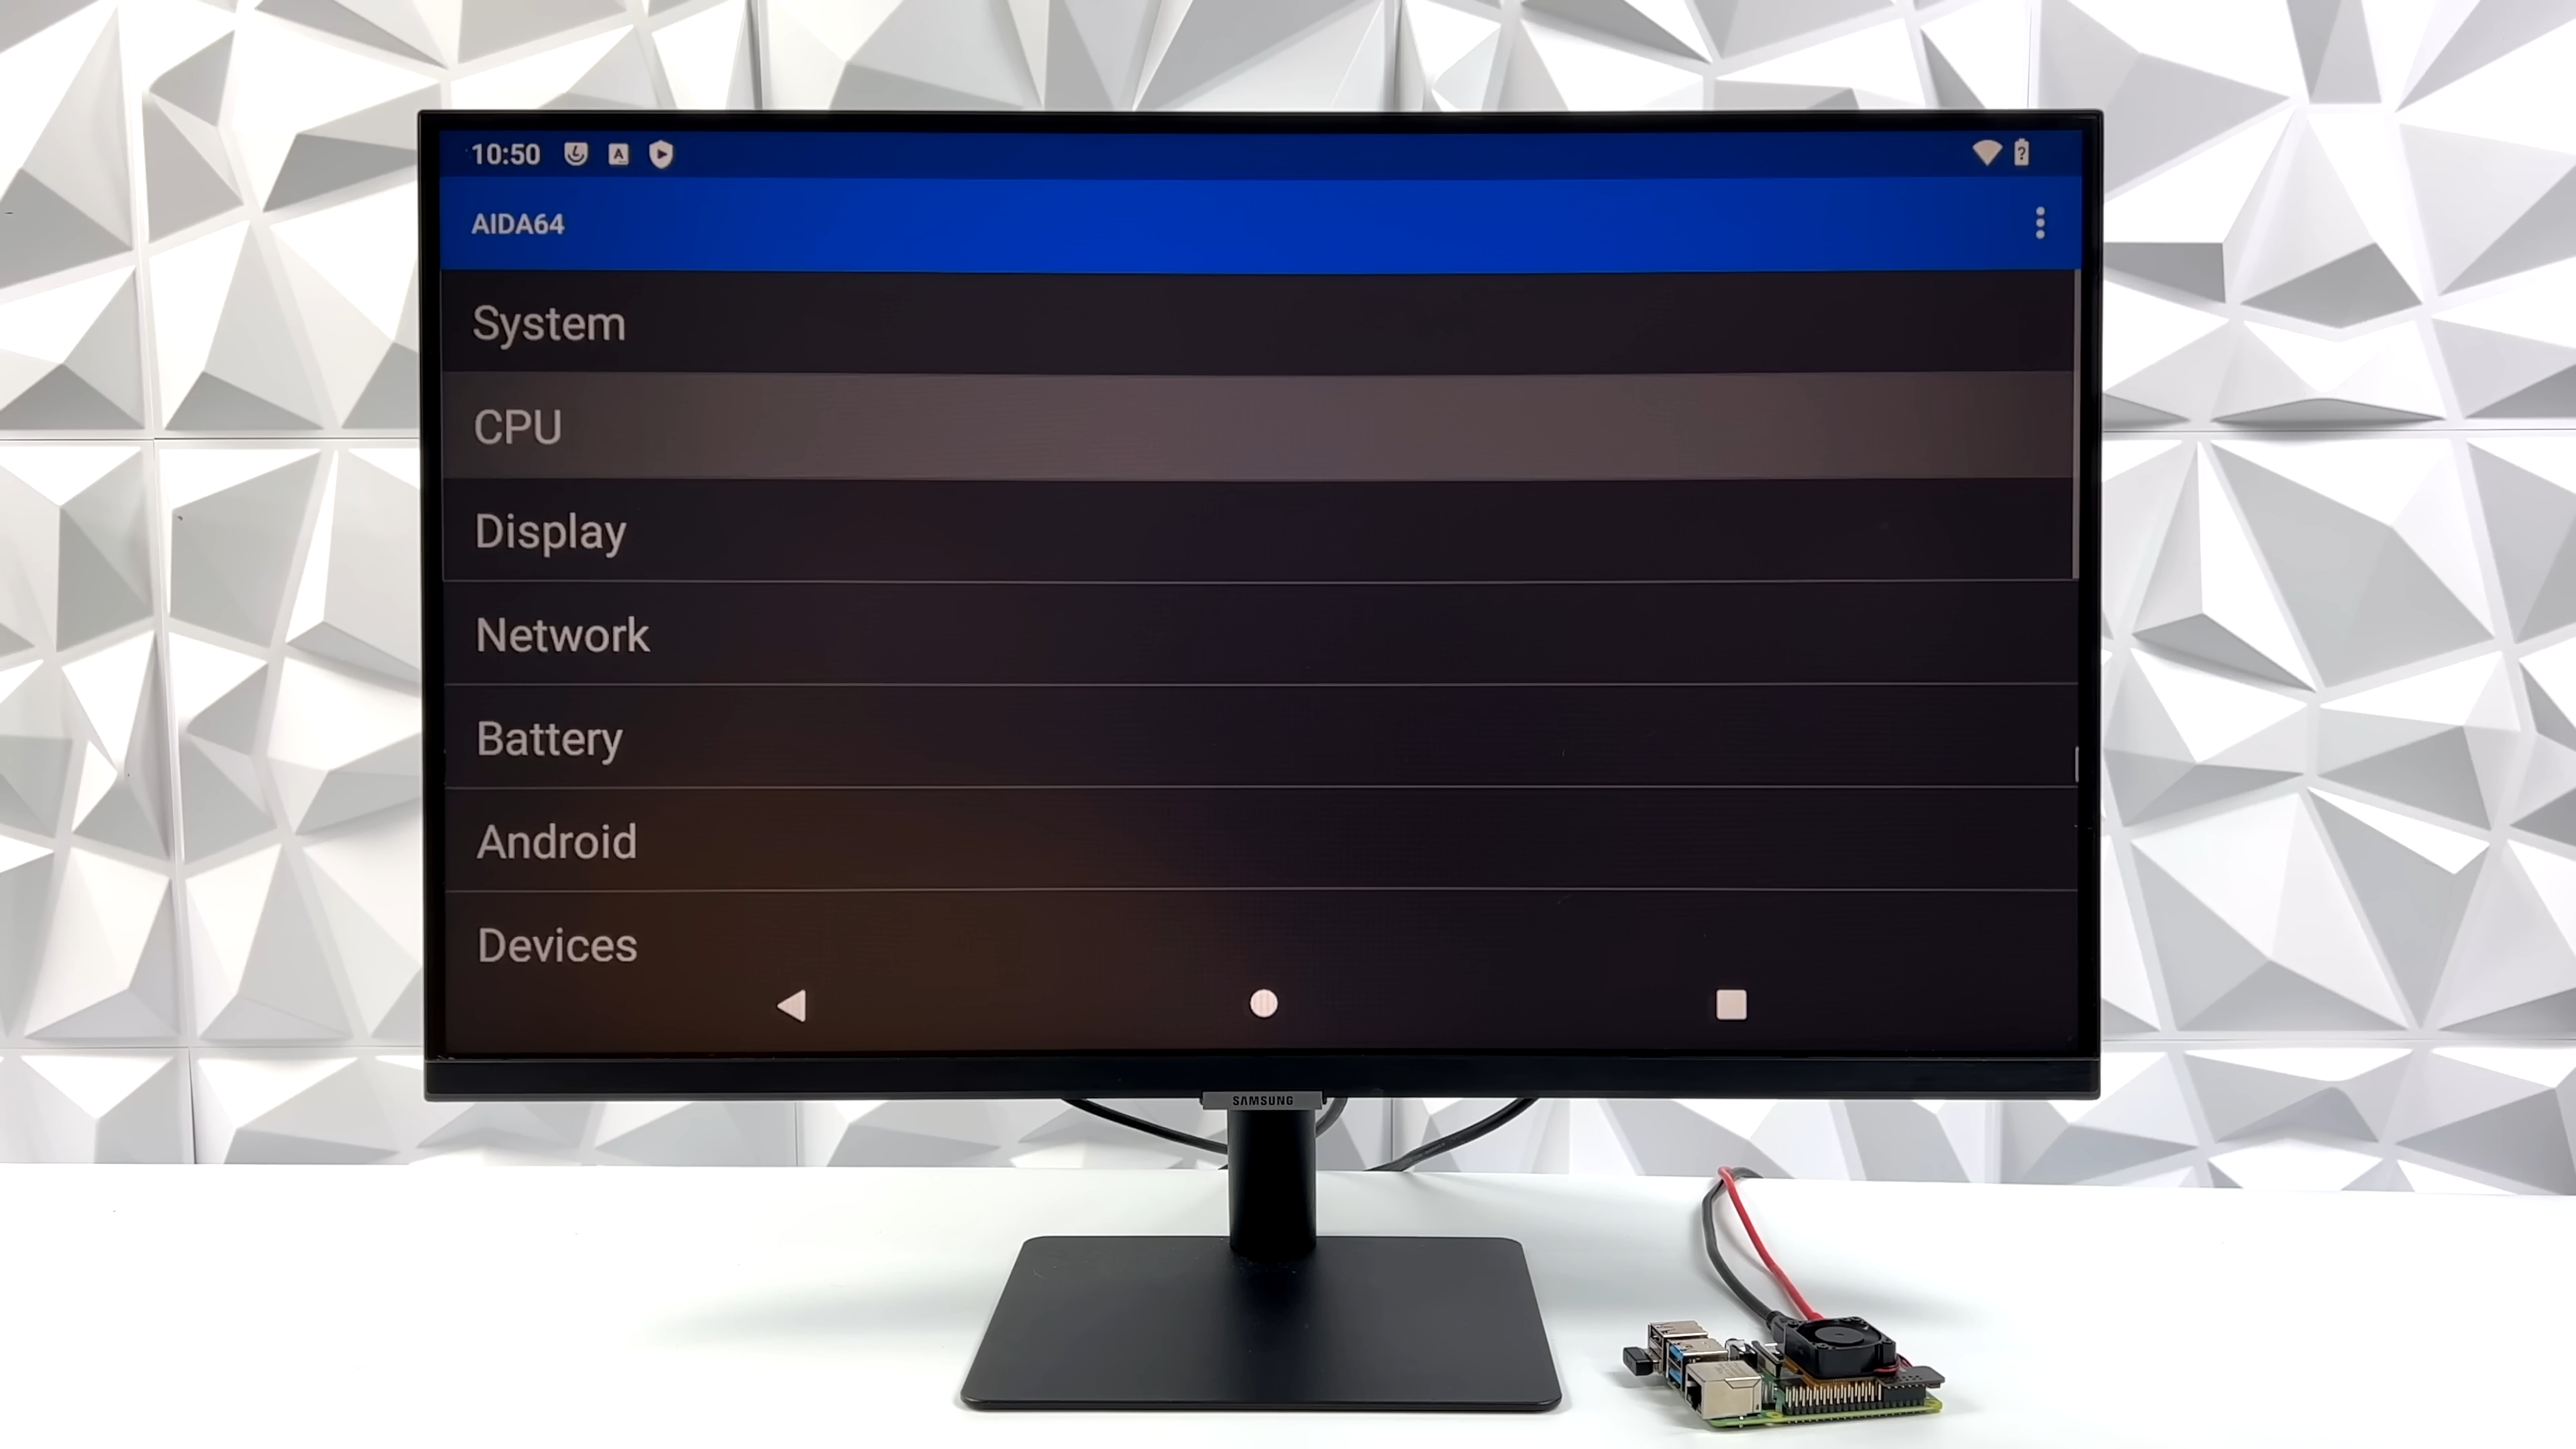 10:50
AIDA64
System
CPU
Display
Network
Battery
Android
Devices
SAMSUNG